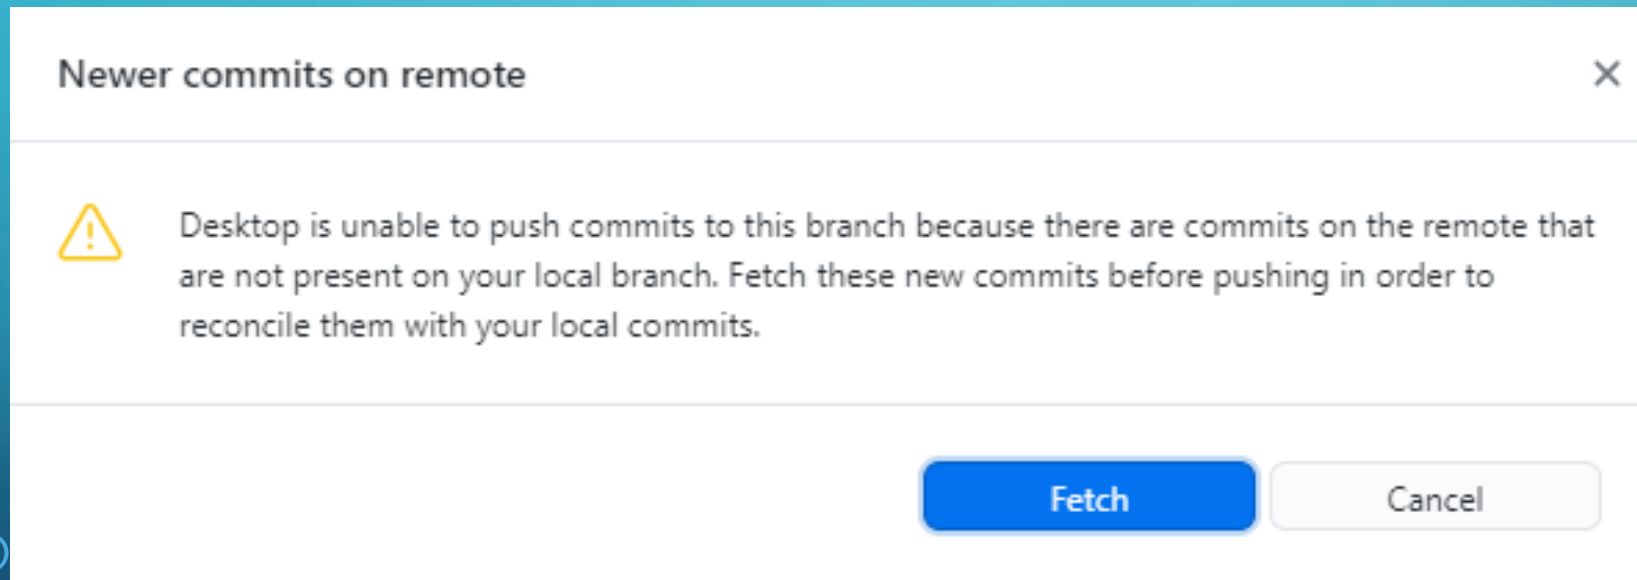 Newer commits on remote
Desktop is unable to push commits to this branch because there are commits on the remote that
are not present on your local branch. Fetch these new commits before pushing in order to
reconcile them with your local commits.
Fetch
Cancel